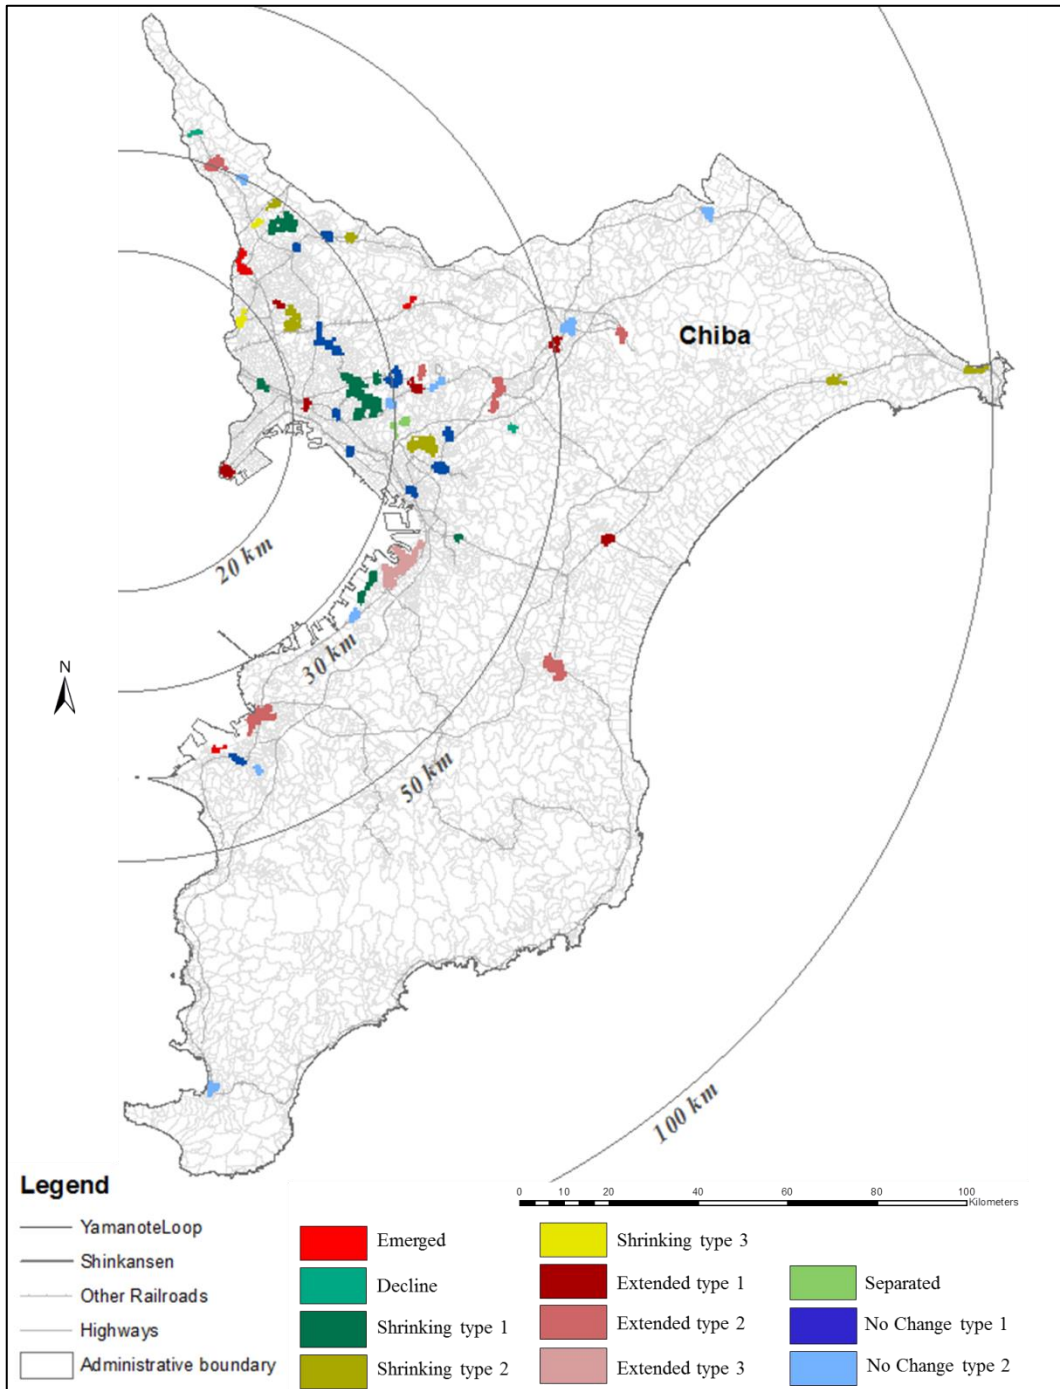 Chiba
20 km
N
30 km
50 km
100 km
Legend
YamanoteLoop
Shinkansen
Other Railroads
Highways
Administrative boundary
0 10 20 40 60 80 100
Kilometers
Emerged
Decline
Shrinking type 1
Shrinking type 2
Shrinking type 3
Extended type 1
Extended type 2
Extended type 3
Separated
No Change type 1
No Change type 2